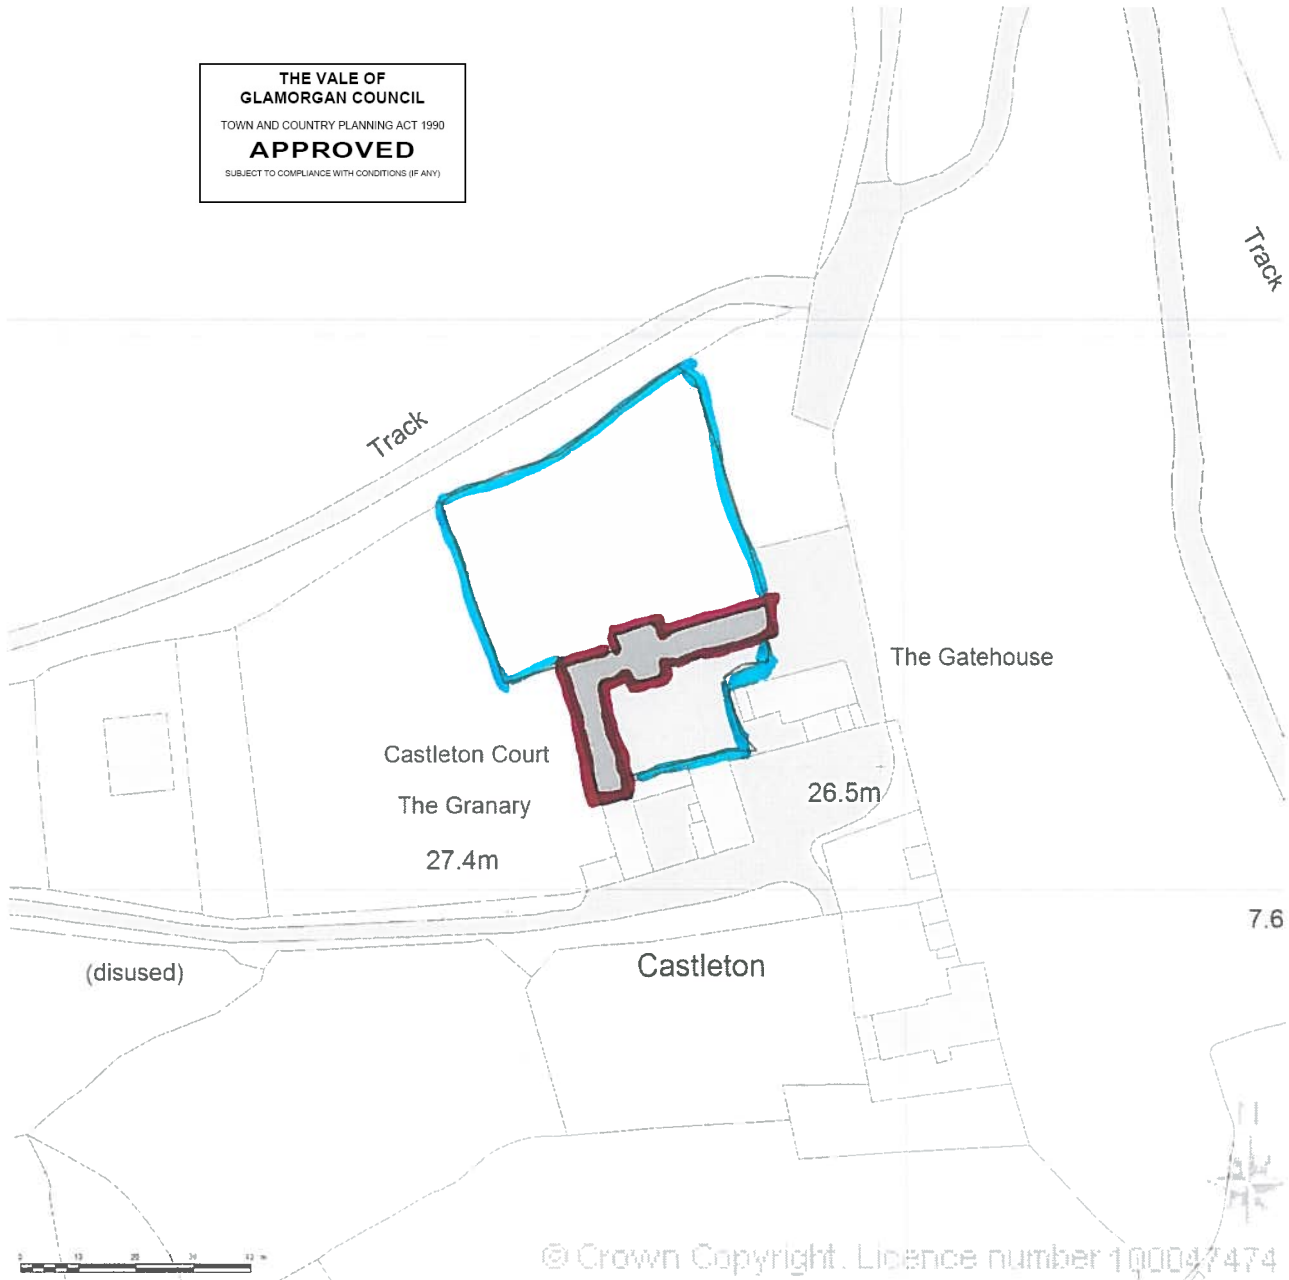 THE VALE OF
GLAMORGAN COUNCIL
TOWN AND COUNTRY PLANNING ACT 1990
APPROVED
SUBJECT TO COMPLIANCE WITH CONDITIONS (IF ANY)
Track
Track
The Gatehouse
Castleton Court
26.5m
The Granary
27.4m
7.6
Castleton
(disused)
© Crown Copyright. Licence number 100047474